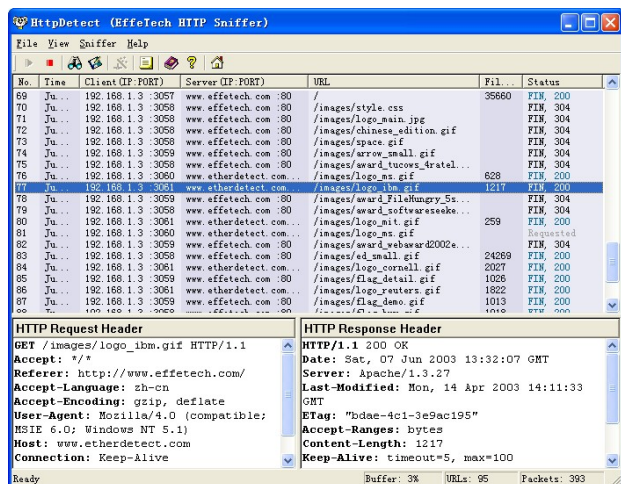 HttpDetect (EffeTech HTTP Sniffer)
File View Sniffer Help
No. Time Client(IP:PORT) Server(IP:PORT) URL Fil... Status
69 Ju... 192.168.1.3 :3057 www.effetech.com :80 / 35660 FIN, 200
70 Ju... 192.168.1.3 :3058 www.effetech.com :80 /images/style.css FIN, 304
71 Ju... 192.168.1.3 :3058 www.effetech.com :80 /images/logo_main.jpg FIN, 304
72 Ju... 192.168.1.3 :3058 www.effetech.com :80 /images/chinese_edition.gif FIN, 304
73 Ju... 192.168.1.3 :3058 www.effetech.com :80 /images/space.gif FIN, 304
74 Ju... 192.168.1.3 :3059 www.effetech.com :80 /images/arrow_small.gif FIN, 304
75 Ju... 192.168.1.3 :3058 www.effetech.com :80 /images/award_tucows_4ratel... FIN, 304
76 Ju... 192.168.1.3 :3060 www.etherdetect.com... /images/logo_ms.gif 628 FIN, 200
77 Ju... 192.168.1.3 :3061 www.etherdetect.com... /images/logo_ibm.gif 1217 FIN, 200
78 Ju... 192.168.1.3 :3059 www.effetech.com :80 /images/award_FileHungry_5s... FIN, 304
79 Ju... 192.168.1.3 :3058 www.effetech.com :80 /images/award_softwareseeke... FIN, 304
80 Ju... 192.168.1.3 :3061 www.etherdetect.com... /images/logo_mit.gif 259 FIN, 200
81 Ju... 192.168.1.3 :3060 www.etherdetect.com... /images/logo_ms.gif Requested
82 Ju... 192.168.1.3 :3059 www.effetech.com :80 /images/award_webaward2002e... FIN, 304
83 Ju... 192.168.1.3 :3058 www.effetech.com :80 /images/ed_small.gif 24269 FIN, 200
84 Ju... 192.168.1.3 :3061 www.etherdetect.com... /images/logo_cornell.gif 2027 FIN, 200
85 Ju... 192.168.1.3 :3059 www.effetech.com :80 /images/flag_detail.gif 1026 FIN, 200
86 Ju... 192.168.1.3 :3061 www.etherdetect.com... /images/logo_reuters.gif 1822 FIN, 200
87 Ju... 192.168.1.3 :3059 www.effetech.com :80 /images/flag_demo.gif 1013 FIN, 200
HTTP Request Header
GET /images/logo_ibm.gif HTTP/1.1
Accept: */*
Referer: http://www.effetech.com/
Accept-Language: zh-cn
Accept-Encoding: gzip, deflate
User-Agent: Mozilla/4.0 (compatible;
MSIE 6.0; Windows NT 5.1)
Host: www.etherdetect.com
Connection: Keep-Alive
HTTP Response Header
HTTP/1.1 200 OK
Date: Sat, 07 Jun 2003 13:32:07 GMT
Server: Apache/1.3.27
Last-Modified: Mon, 14 Apr 2003 14:11:33
GMT
ETag: "bdae-4c1-3e9ac195"
Accept-Ranges: bytes
Content-Length: 1217
Keep-Alive: timeout=5, max=100
Ready Buffer: 3% URLs: 95 Packets: 393